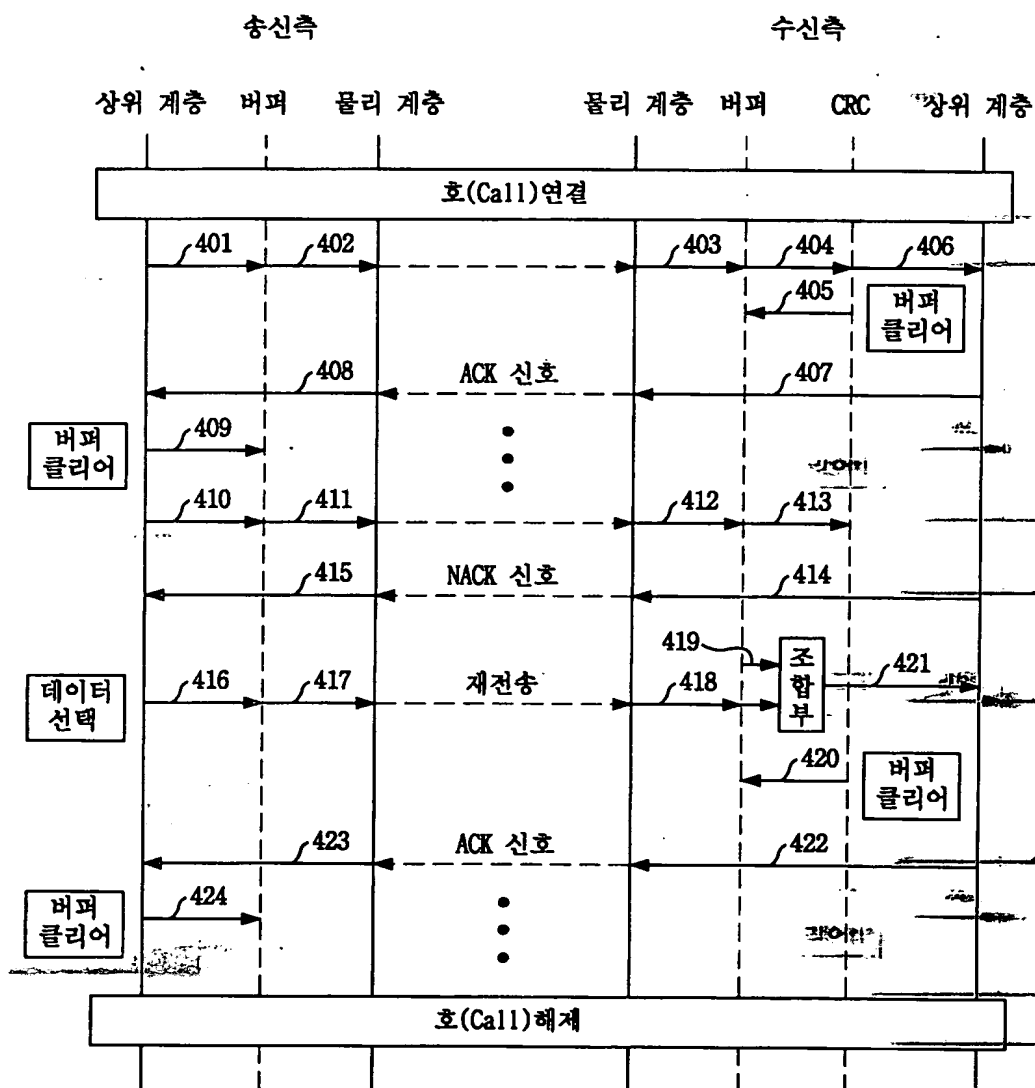 송신측 수신측
상위 계층 버퍼 물리 계층 물리 계층 버퍼 CRC 상위 계층
호(Call)연결
401 402 403 404 406
405
버퍼
클리어
408 ACK 신호 407
버퍼
클리어
409
410 411 412 413
415 NACK 신호 414
데이터
선택
416 417 재전송 418
419
조
합
부
421
420
버퍼
클리어
423 ACK 신호 422
버퍼
클리어
424
호(Call)해제